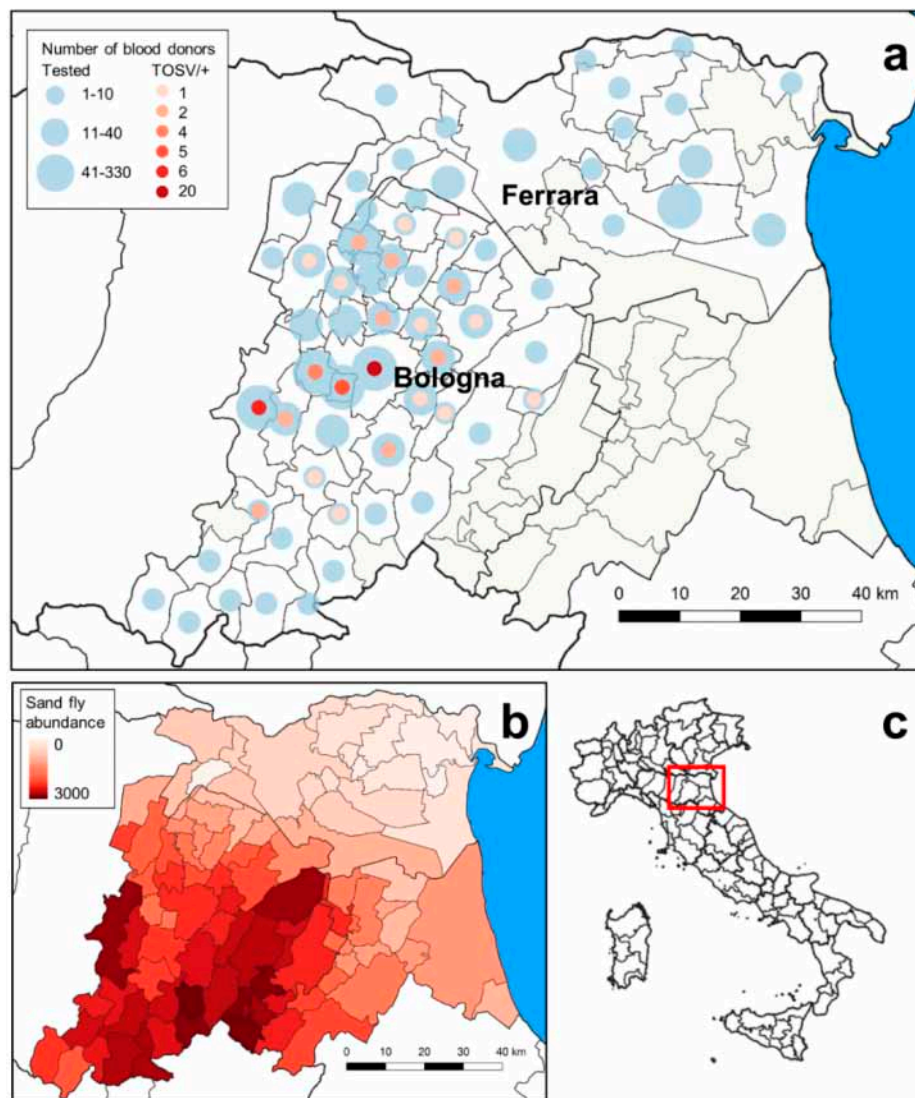 Number of blood donors
Tested TOSV/+
1-10 1
2
11-40 4
5
41-330 6
20
a
Ferrara
Bologna
0 10 20 30 40 km
Sand fly
abundance
0
3000
b
0 10 20 30 40 km
c